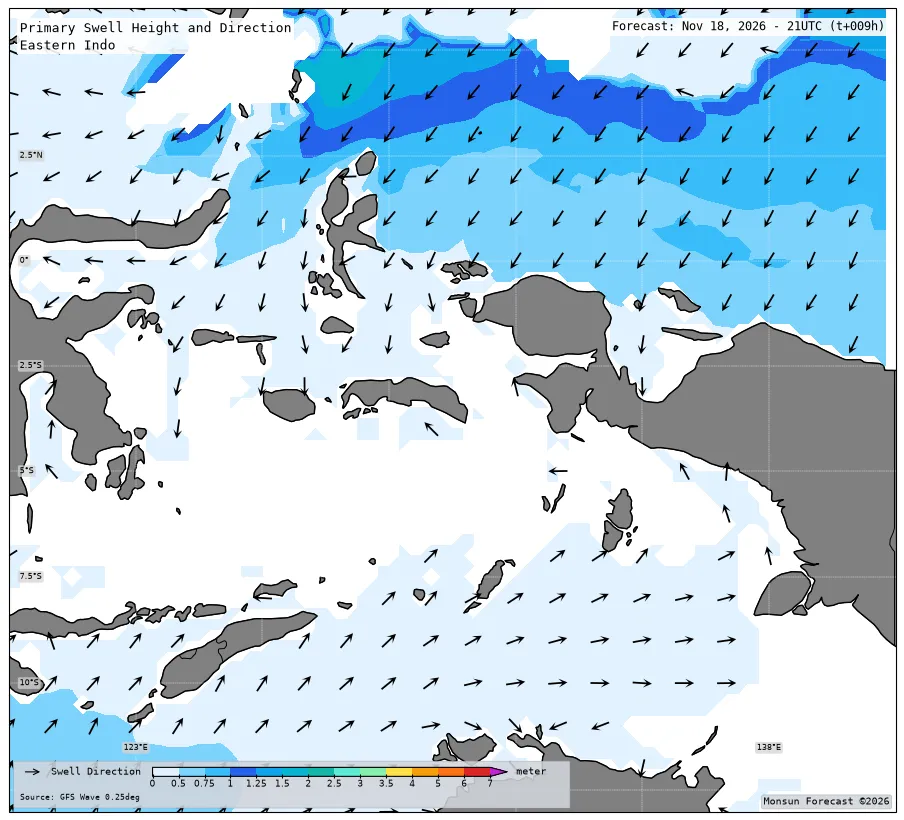 Primary Swell Height and Direction
Eastern Indo
Forecast: Nov 18, 2026 - 21UTC (t+009h)
2.5°N
0°
2.5°S
5°S
7.5°S
10°S
123°E
138°E
Swell Direction
meter
0 0.5 0.75 1 1.25 1.5 2 2.5 3 3.5 4 5 6 7
Source: GFS Wave 0.25deg
Monsun Forecast ©2026